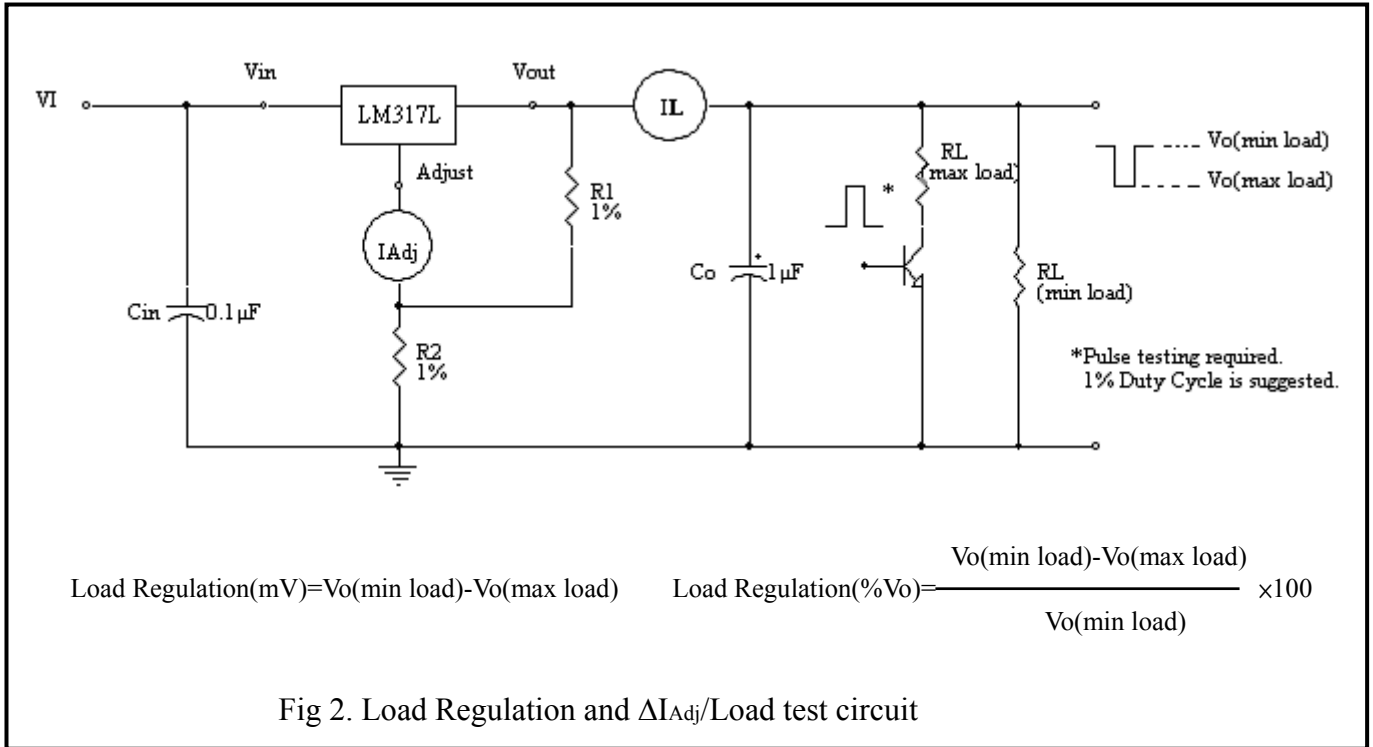 Vin
Vout
VI
LM317L
IL
Vo(min load)
Vo(max load)
Adjust
R1
1%
RL
(max load)
*
IAdj
Cin
0.1µF
Co
+
1µF
RL
(min load)
R2
1%
*Pulse testing required.
1% Duty Cycle is suggested.
Load Regulation(mV)=Vo(min load)-Vo(max load)
Load Regulation(%Vo)=
Vo(min load)-Vo(max load)
Vo(min load)
×100
Fig 2. Load Regulation and ΔIAdj/Load test circuit